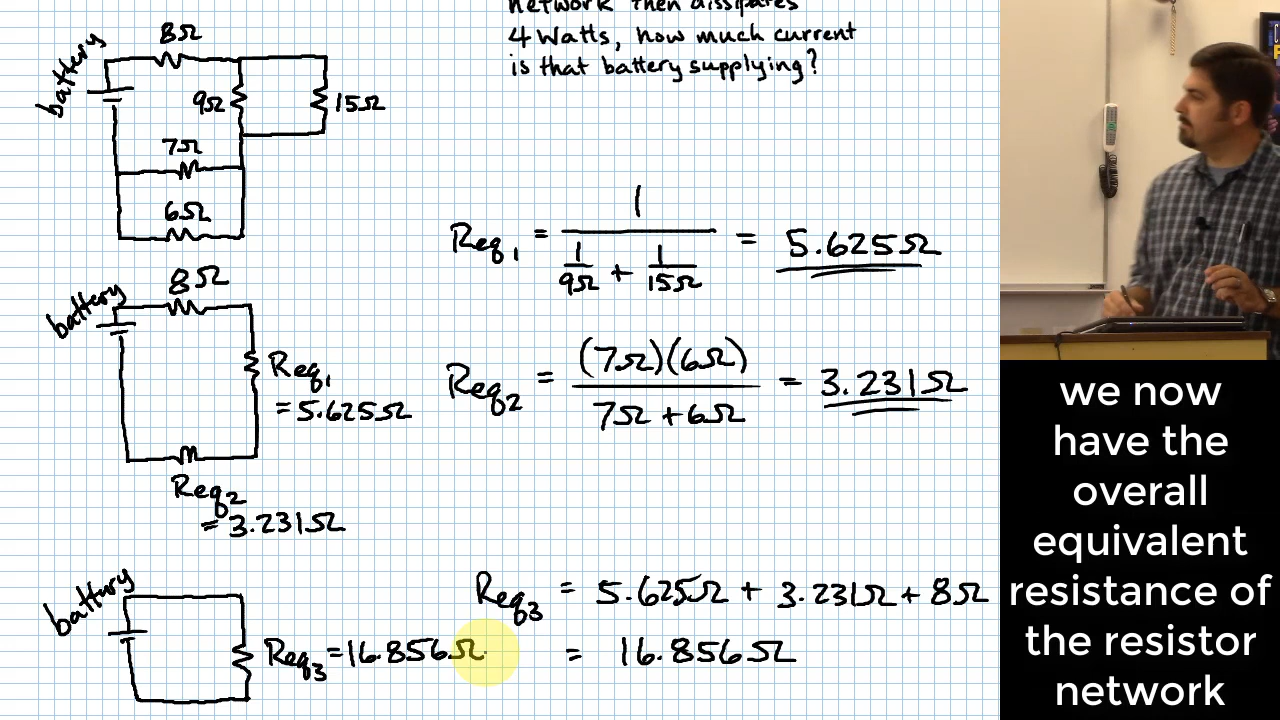 network then dissipates
4 Watts, how much current
is that battery supplying?
battery
8Ω
9Ω
15Ω
7Ω
6Ω
Req₁ = 1 / (1/9Ω + 1/15Ω) = 5.625Ω
battery
8Ω
Req₁
= 5.625Ω
Req₂
= 3.231Ω
Req₂ = (7Ω)(6Ω) / 7Ω + 6Ω = 3.231Ω
battery
Req₃ = 16.856Ω
Req₃ = 5.625Ω + 3.231Ω + 8Ω
= 16.856Ω
we now
have the
overall
equivalent
resistance of
the resistor
network